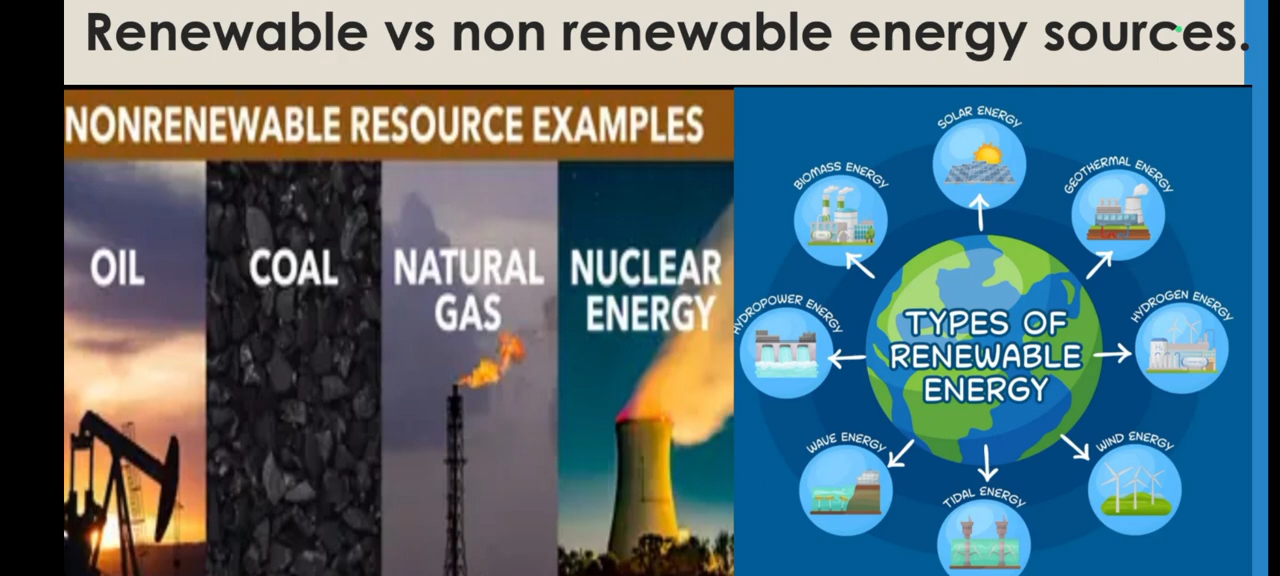 Renewable vs non renewable energy sources.
NONRENEWABLE RESOURCE EXAMPLES
OIL
COAL
NATURAL
GAS
NUCLEAR
ENERGY
SOLAR ENERGY
BIOMASS ENERGY
GEOTHERMAL ENERGY
HYDROPOWER ENERGY
HYDROGEN ENERGY
TYPES OF
RENEWABLE
ENERGY
WAVE ENERGY
WIND ENERGY
TIDAL ENERGY